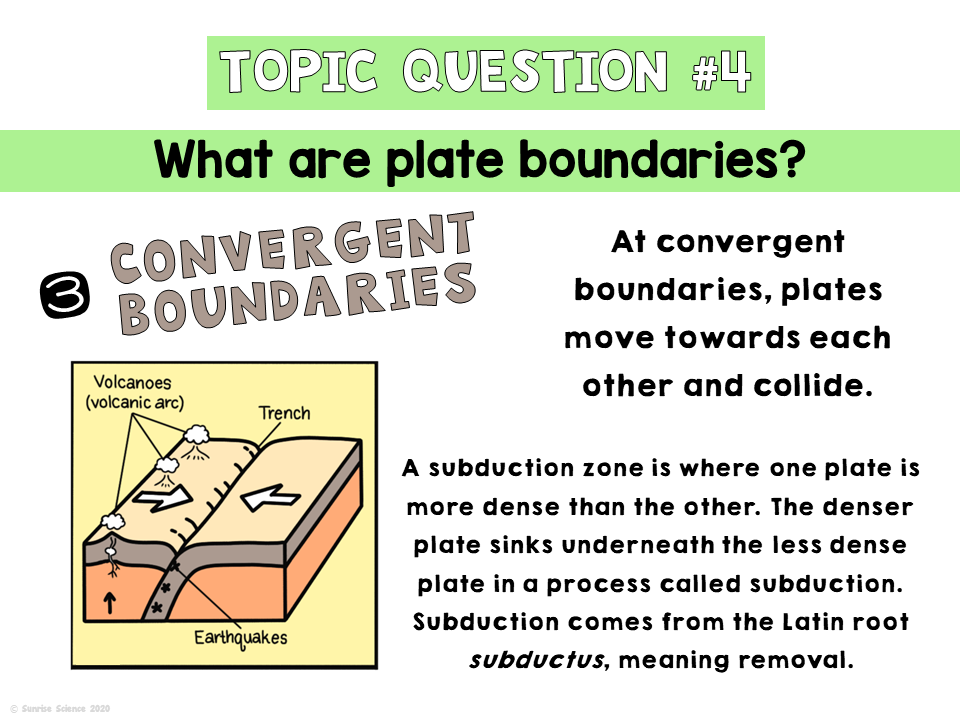 TOPIC QUESTION #4
What are plate boundaries?
3
CONVERGENT
BOUNDARIES
At convergent
boundaries, plates
move towards each
other and collide.
Volcanoes
(volcanic arc)
Trench
Earthquakes
A subduction zone is where one plate is
more dense than the other. The denser
plate sinks underneath the less dense
plate in a process called subduction.
Subduction comes from the Latin root
subductus, meaning removal.
© Sunrise Science 2020